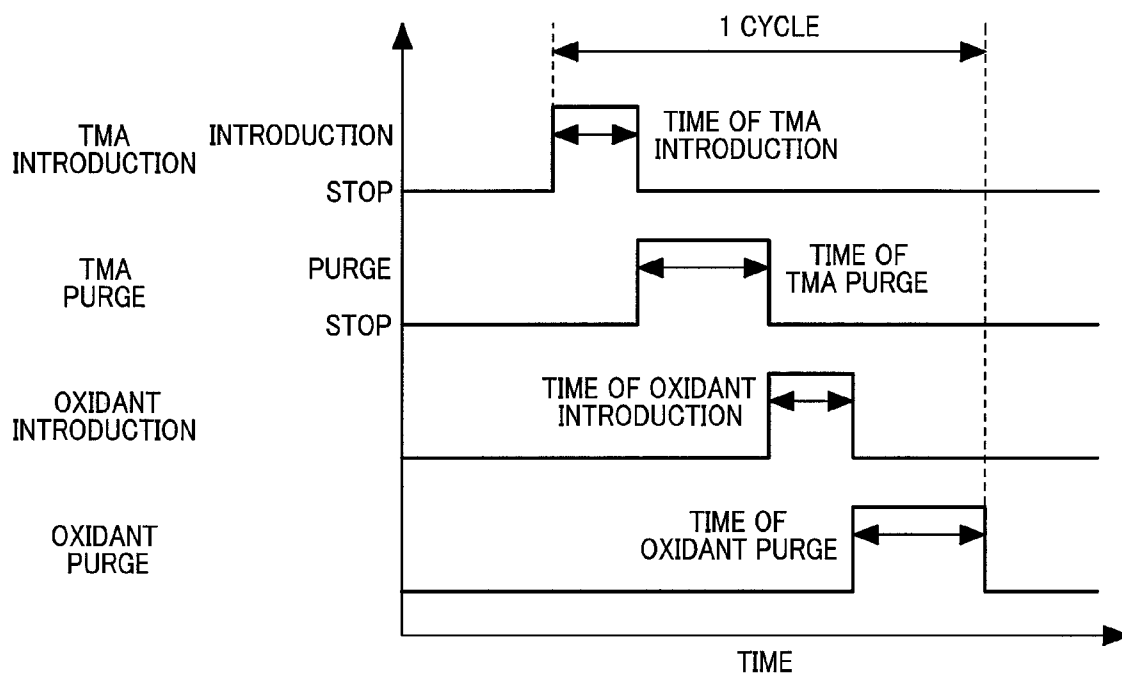 1 CYCLE
TMA
INTRODUCTION
INTRODUCTION
STOP
TIME OF TMA
INTRODUCTION
TMA
PURGE
PURGE
STOP
TIME OF
TMA PURGE
OXIDANT
INTRODUCTION
TIME OF OXIDANT
INTRODUCTION
OXIDANT
PURGE
TIME OF
OXIDANT PURGE
TIME